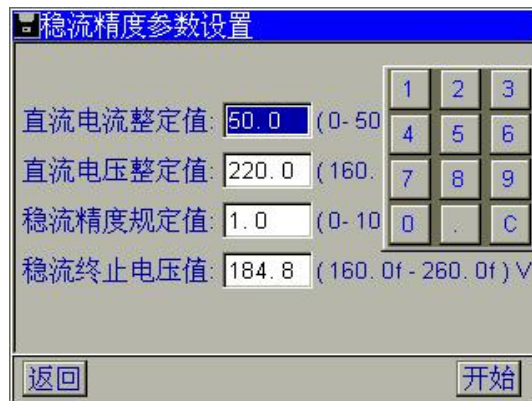 稳流精度参数设置
直流电流整定值: 50.0 (0-50
直流电压整定值: 220.0 (160.
稳流精度规定值: 1.0 (0-10
稳流终止电压值: 184.8 (160.0f-260.0f)V
1 2 3
4 5 6
7 8 9
0 . C
返回 开始